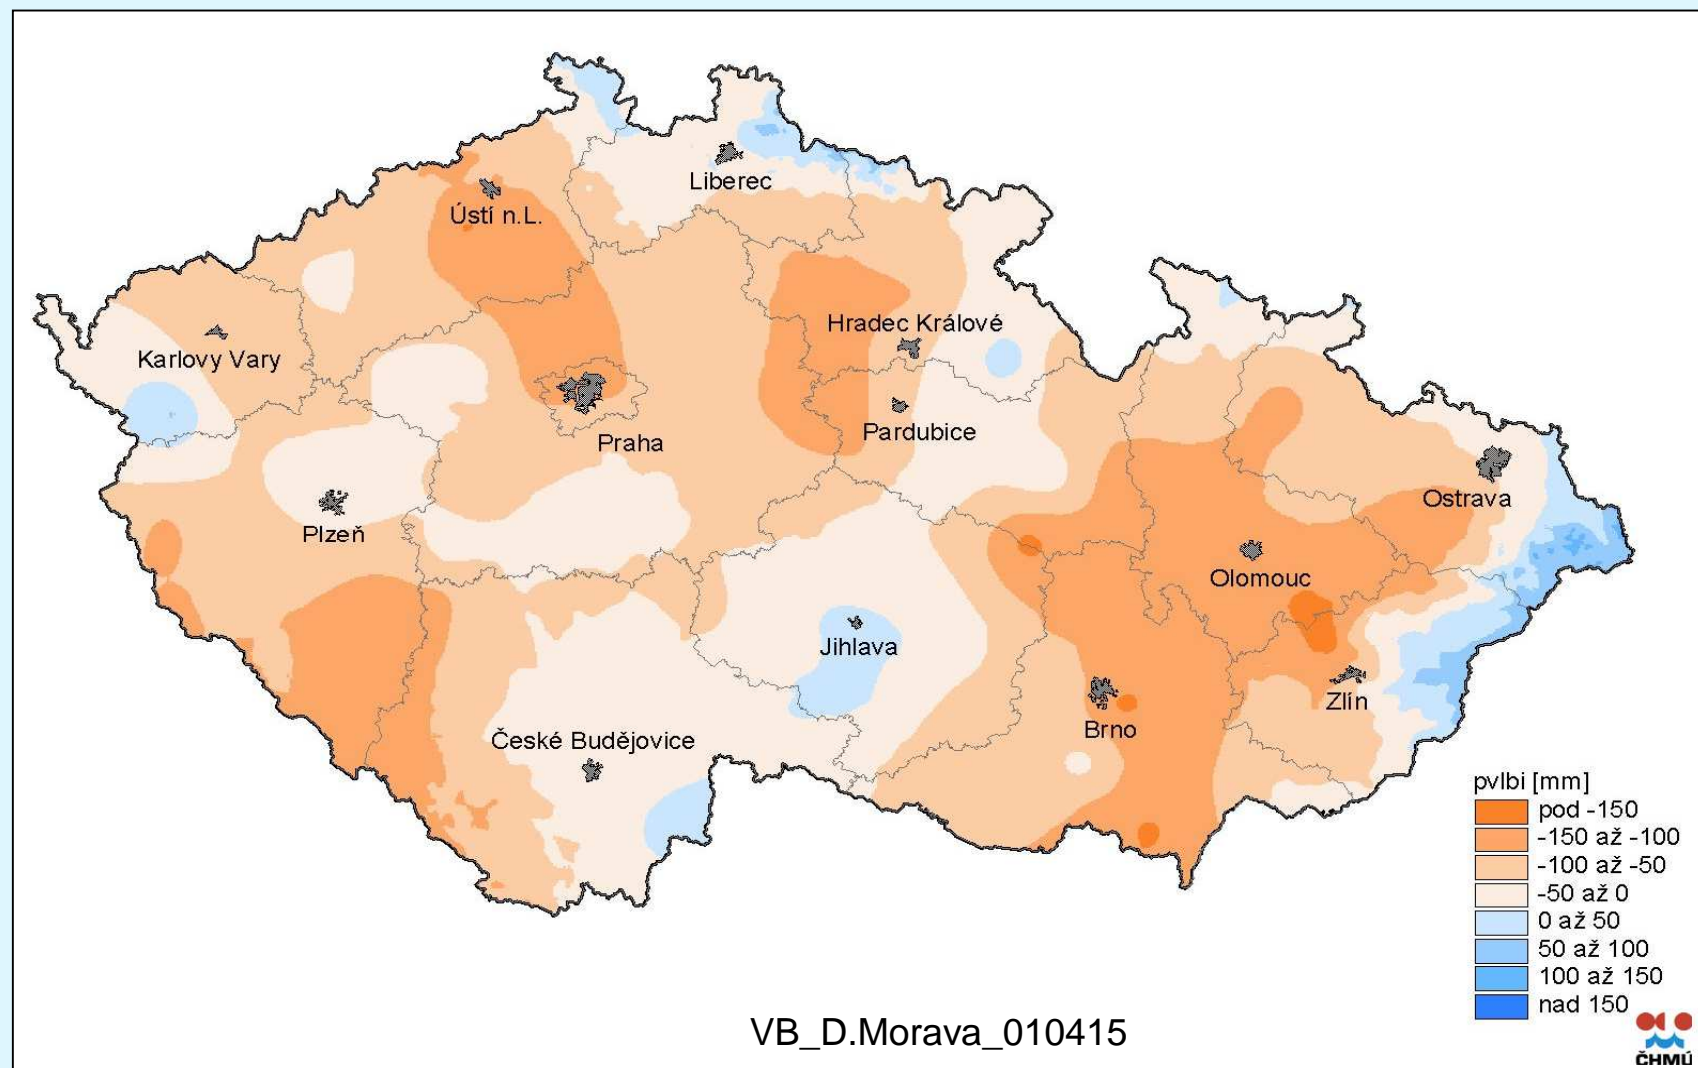 Liberec
Ústí n.L.
Hradec Králové
Karlovy Vary
Pardubice
Praha
Ostrava
Plzeň
Olomouc
Jihlava
Zlín
Brno
České Budějovice
pvlbi [mm]
pod -150
-150 až -100
-100 až -50
-50 až 0
0 až 50
50 až 100
100 až 150
nad 150
VB_D.Morava_010415
ČHMÚ